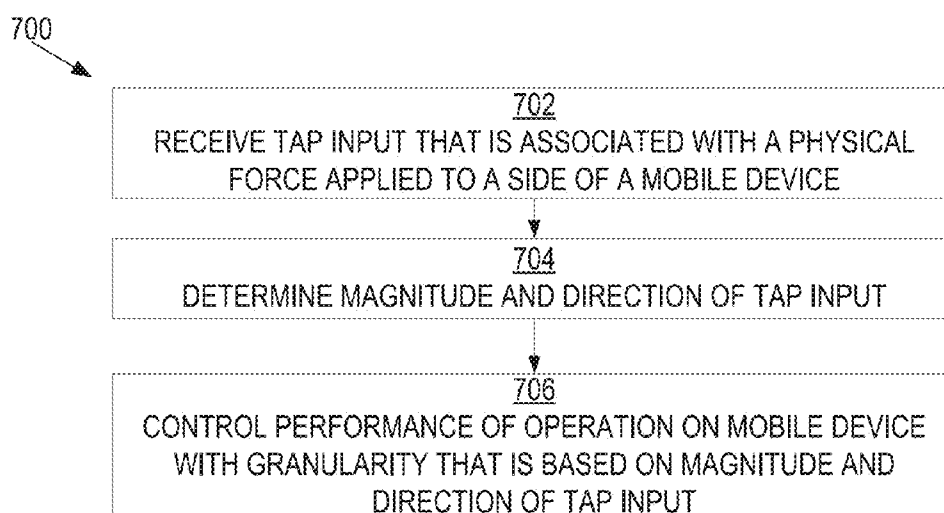 700
702
RECEIVE TAP INPUT THAT IS ASSOCIATED WITH A PHYSICAL
FORCE APPLIED TO A SIDE OF A MOBILE DEVICE
704
DETERMINE MAGNITUDE AND DIRECTION OF TAP INPUT
706
CONTROL PERFORMANCE OF OPERATION ON MOBILE DEVICE
WITH GRANULARITY THAT IS BASED ON MAGNITUDE AND
DIRECTION OF TAP INPUT